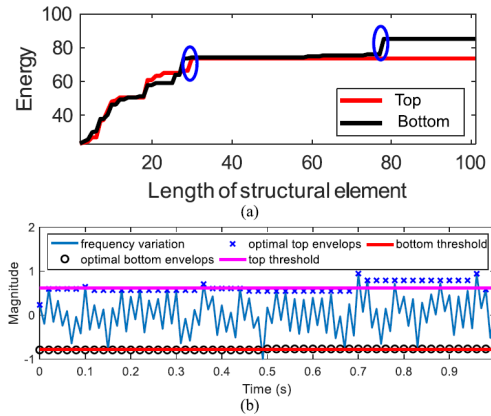 (a)
100
80
60
40
Energy
Top
Bottom
20 40 60 80 100
Length of structural element
(a)
2
1
0
-1
Magnitude
frequency variation
optimal top envelops
bottom threshold
optimal bottom envelops
top threshold
0 0.1 0.2 0.3 0.4 0.5 0.6 0.7 0.8 0.9
Time (s)
(b)